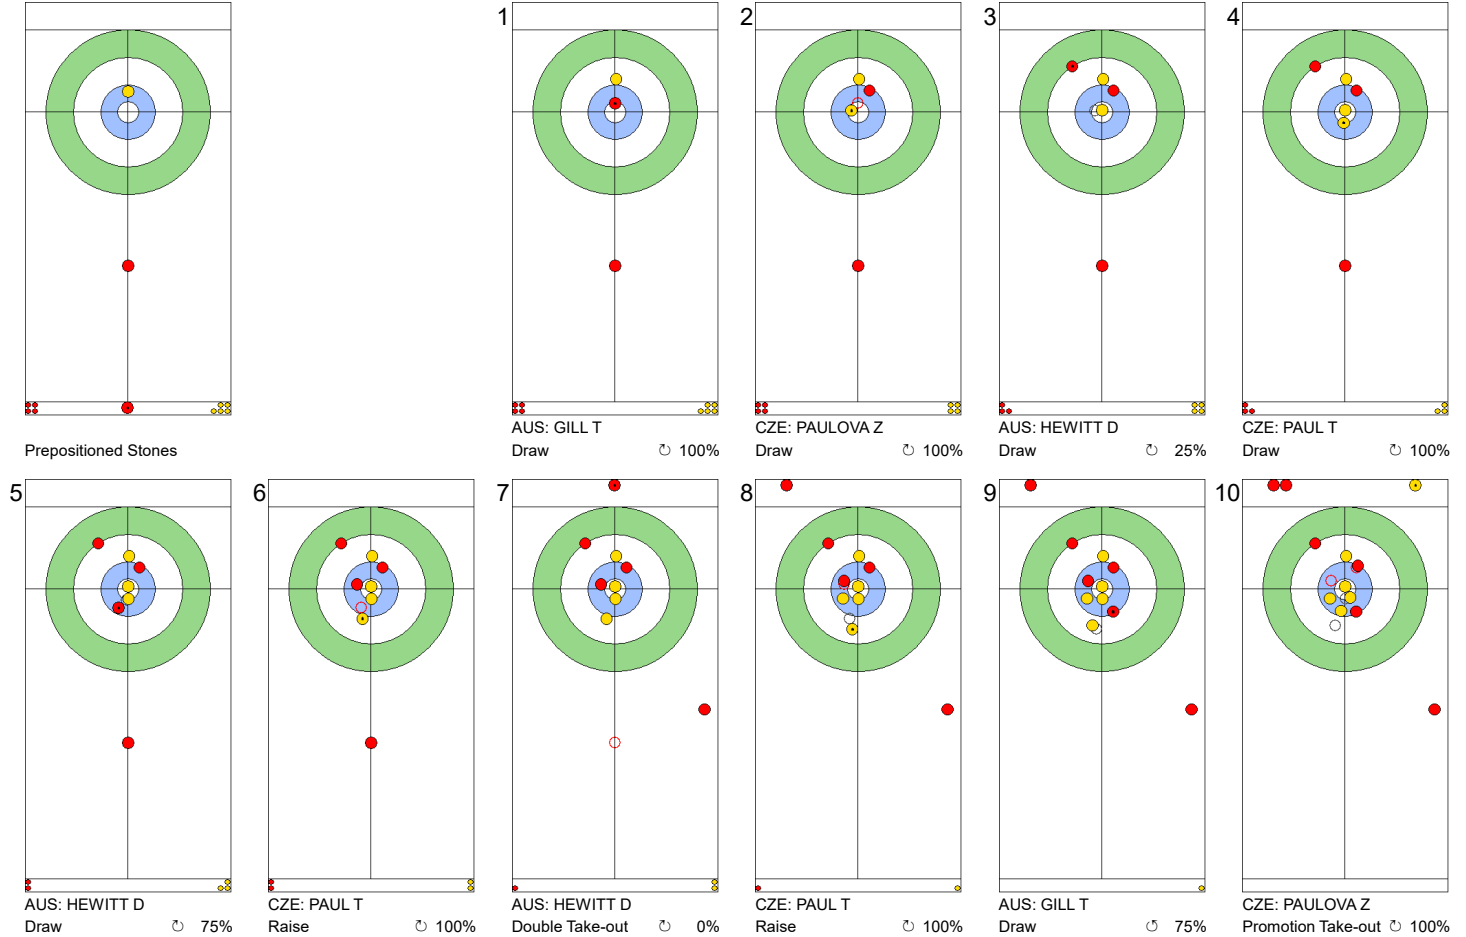 1
2
3
4
Prepositioned Stones
AUS: GILL T
Draw ↻ 100%
CZE: PAULOVA Z
Draw ↻ 100%
AUS: HEWITT D
Draw ↻ 25%
CZE: PAUL T
Draw ↻ 100%
5
6
7
8
9
10
AUS: HEWITT D
Draw ↻ 75%
CZE: PAUL T
Raise ↻ 100%
AUS: HEWITT D
Double Take-out ↻ 0%
CZE: PAUL T
Raise ↻ 100%
AUS: GILL T
Draw ↺ 75%
CZE: PAULOVA Z
Promotion Take-out ↻ 100%